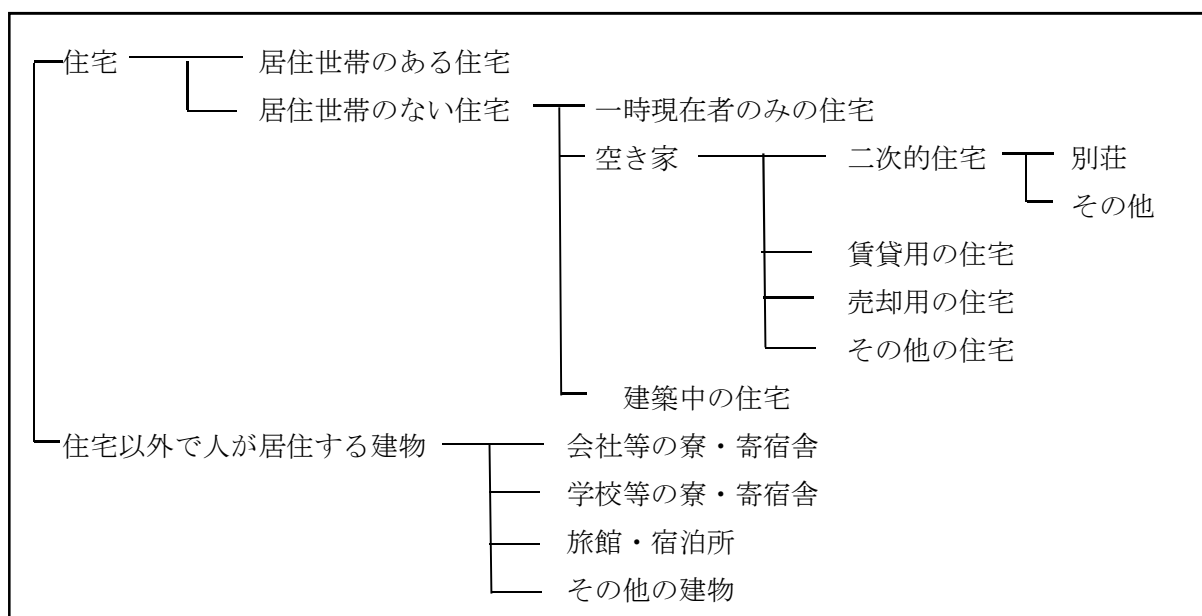 住宅 居住世帯のある住宅
居住世帯のない住宅 一時現在者のみの住宅
空き家 二次的住宅 別荘
その他
賃貸用の住宅
売却用の住宅
その他の住宅
建築中の住宅
住宅以外で人が居住する建物 会社等の寮・寄宿舎
学校等の寮・寄宿舎
旅館・宿泊所
その他の建物